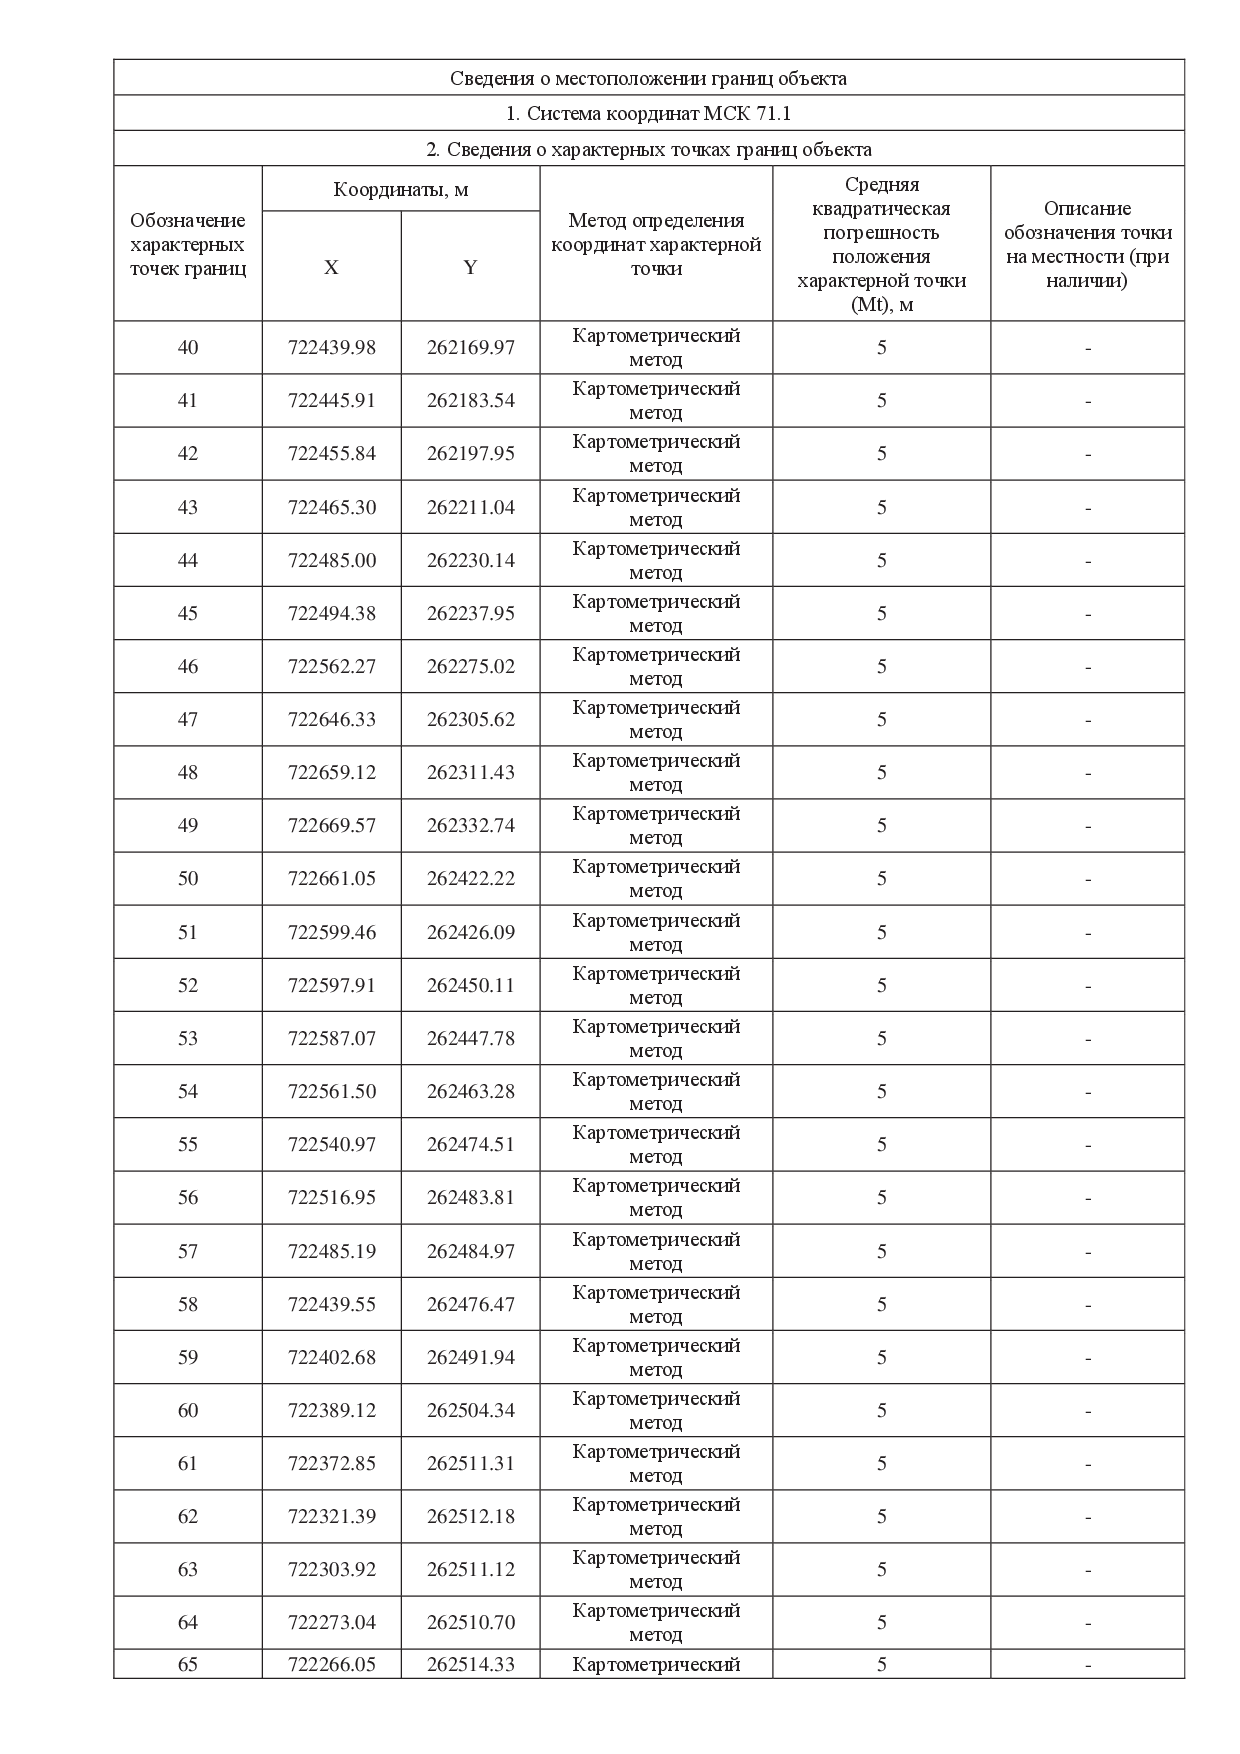 Сведения о местоположении границ объекта
1. Система координат МСК 71.1
2. Сведения о характерных точках границ объекта
Обозначение
характерных
точек границ
Координаты, м
X
Y
Метод определения
координат характерной
точки
Средняя
квадратическая
погрешность
положения
характерной точки
(Mt), м
Описание
обозначения точки
на местности (при
наличии)
40 722439.98 262169.97 Картометрический
метод 5 -
41 722445.91 262183.54 Картометрический
метод 5 -
42 722455.84 262197.95 Картометрический
метод 5 -
43 722465.30 262211.04 Картометрический
метод 5 -
44 722485.00 262230.14 Картометрический
метод 5 -
45 722494.38 262237.95 Картометрический
метод 5 -
46 722562.27 262275.02 Картометрический
метод 5 -
47 722646.33 262305.62 Картометрический
метод 5 -
48 722659.12 262311.43 Картометрический
метод 5 -
49 722669.57 262332.74 Картометрический
метод 5 -
50 722661.05 262422.22 Картометрический
метод 5 -
51 722599.46 262426.09 Картометрический
метод 5 -
52 722597.91 262450.11 Картометрический
метод 5 -
53 722587.07 262447.78 Картометрический
метод 5 -
54 722561.50 262463.28 Картометрический
метод 5 -
55 722540.97 262474.51 Картометрический
метод 5 -
56 722516.95 262483.81 Картометрический
метод 5 -
57 722485.19 262484.97 Картометрический
метод 5 -
58 722439.55 262476.47 Картометрический
метод 5 -
59 722402.68 262491.94 Картометрический
метод 5 -
60 722389.12 262504.34 Картометрический
метод 5 -
61 722372.85 262511.31 Картометрический
метод 5 -
62 722321.39 262512.18 Картометрический
метод 5 -
63 722303.92 262511.12 Картометрический
метод 5 -
64 722273.04 262510.70 Картометрический
метод 5 -
65 722266.05 262514.33 Картометрический 5 -